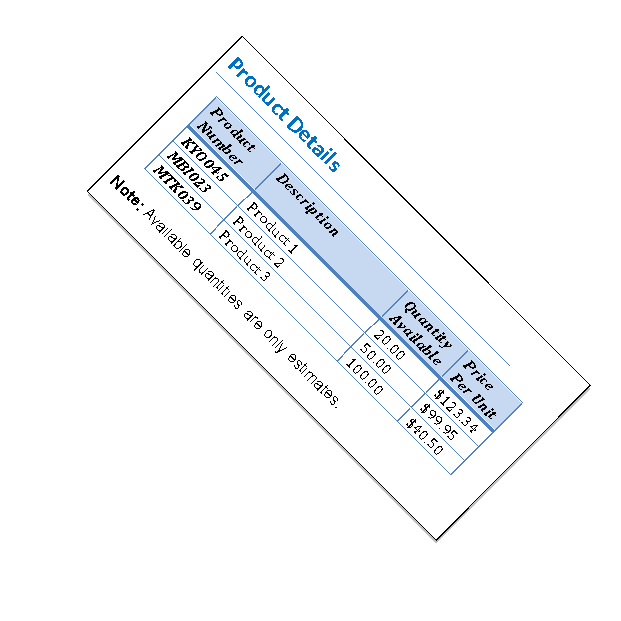 Product Details
Product Number Description Quantity Available Price Per Unit
KYO045 Product 1 20.00 $123.34
MBI023 Product 2 50.00 $99.95
MTK039 Product 3 100.00 $40.50
Note: Available quantities are only estimates.